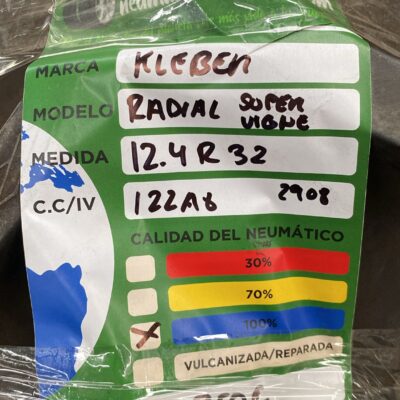 MARCA KLEBER
MODELO RADIAL SUPER VIGNE
MEDIDA 12.4 R 32
C.C/IV 122A6 2908
CALIDAD DEL NEUMÁTICO
30%
70%
X 100%
VULCANIZADA/REPARADA